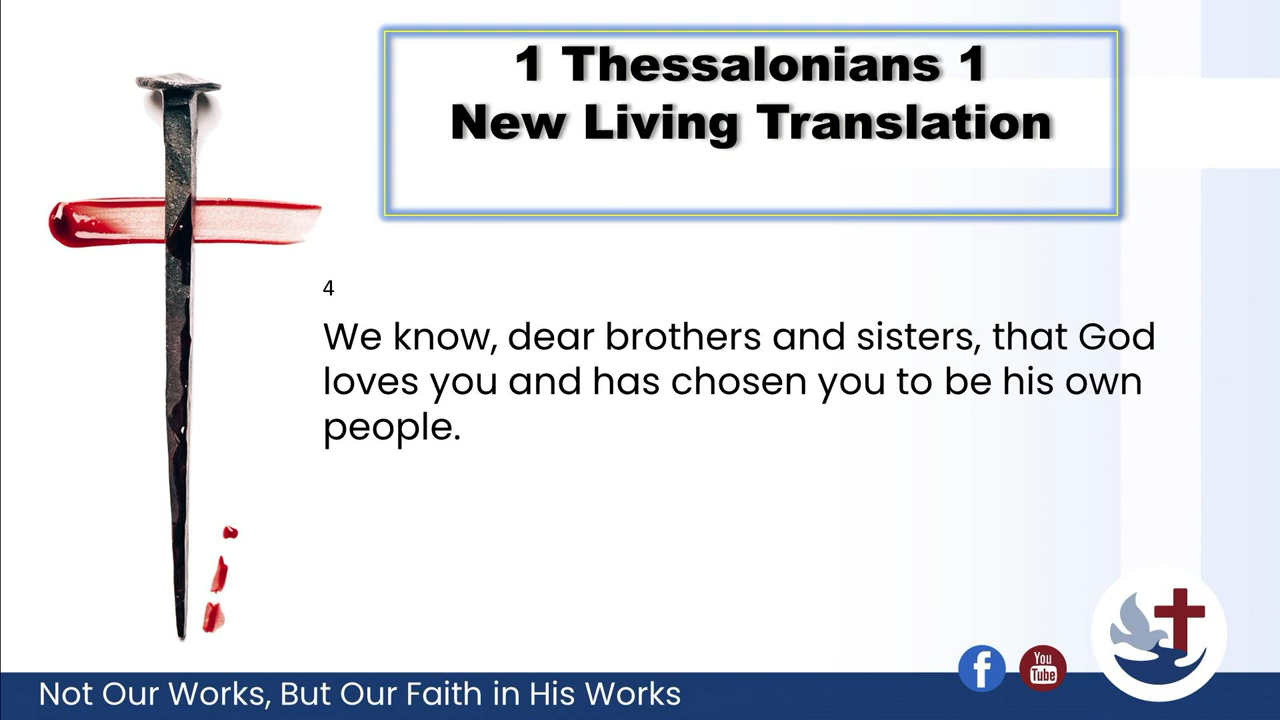 1 Thessalonians 1
New Living Translation
4
We know, dear brothers and sisters, that God
loves you and has chosen you to be his own
people.
You
Tube
Not Our Works, But Our Faith in His Works